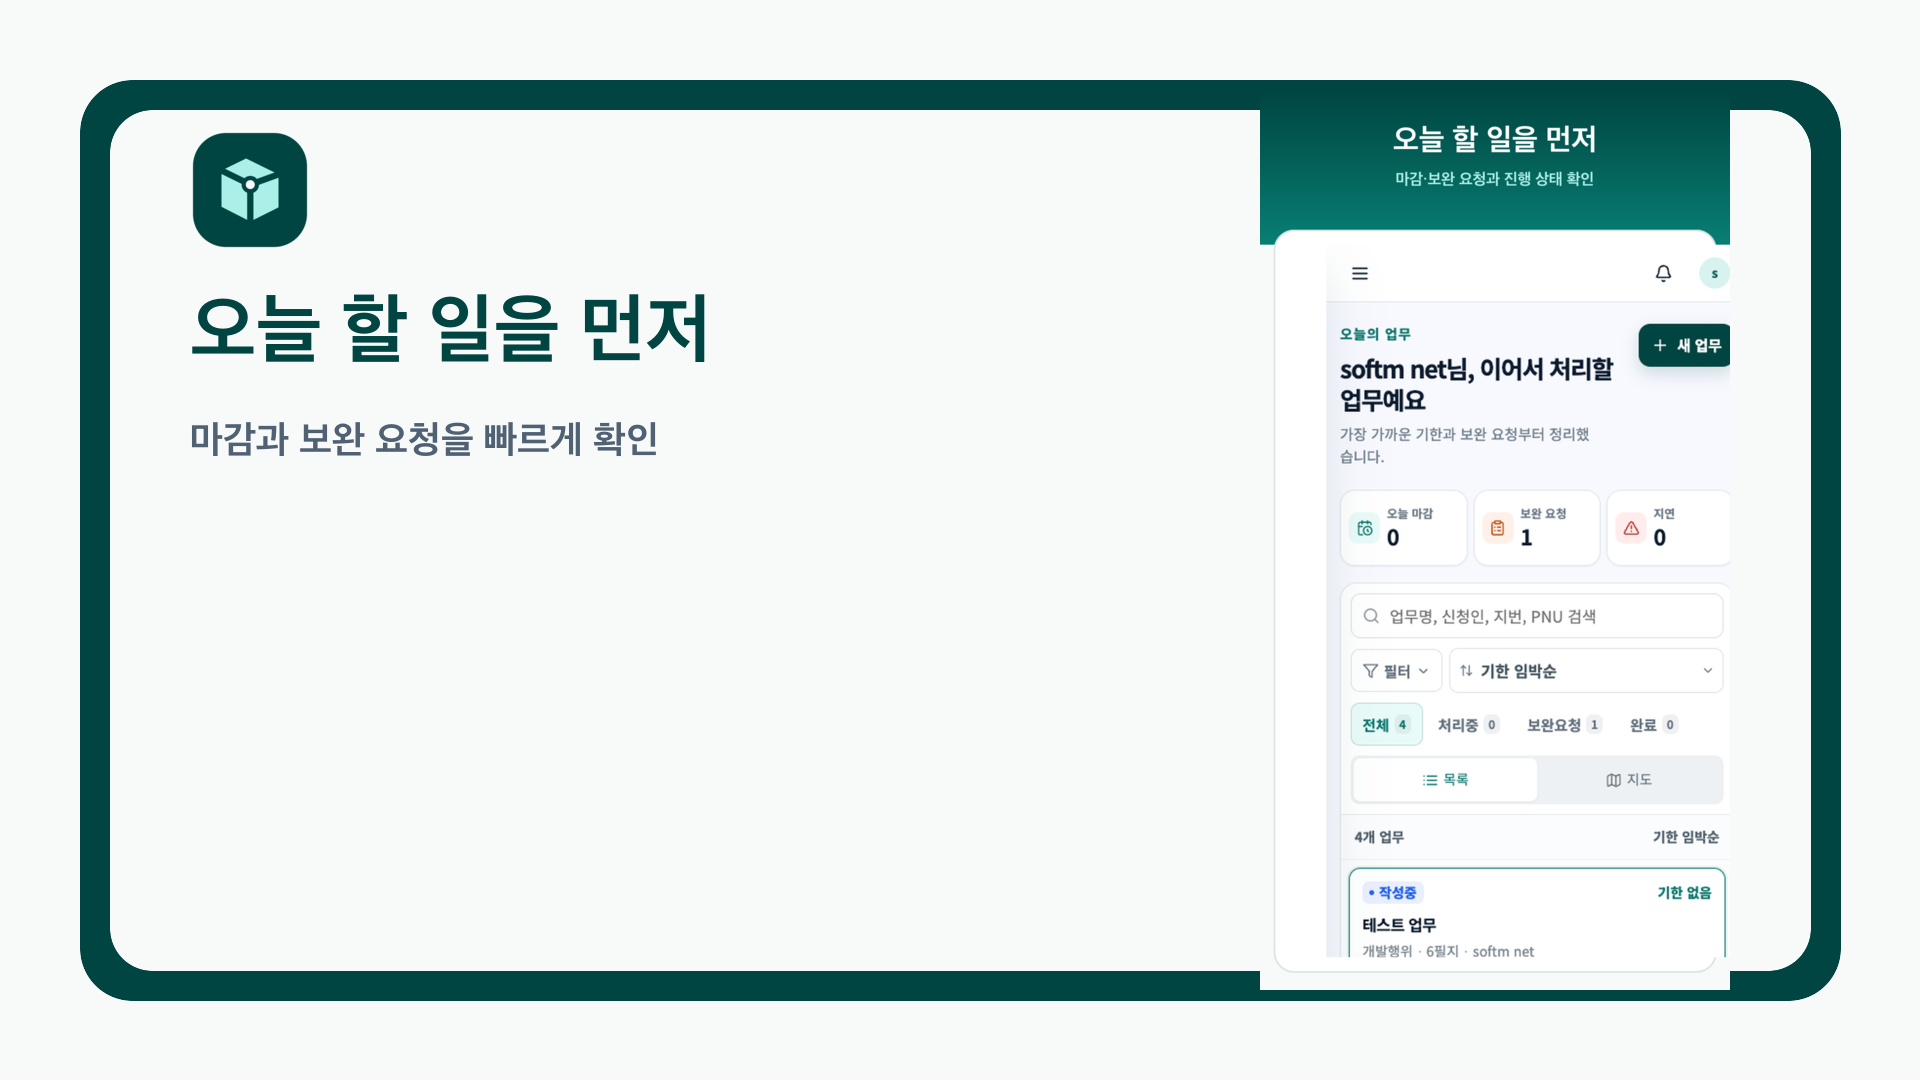 오늘 할 일을 먼저
마감과 보완 요청을 빠르게 확인
오늘 할 일을 먼저
마감·보완 요청과 진행 상태 확인
s
오늘의 업무
+ 새 업무
softm net님, 이어서 처리할
업무예요
가장 가까운 기한과 보완 요청부터 정리했
습니다.
오늘 마감
0
보완 요청
1
지연
0
업무명, 신청인, 지번, PNU 검색
필터
기한 임박순
전체 4 처리중 0 보완요청 1 완료 0
목록 지도
4개 업무 기한 임박순
• 작성중 기한 없음
테스트 업무
개발행위 · 6필지 · softm net